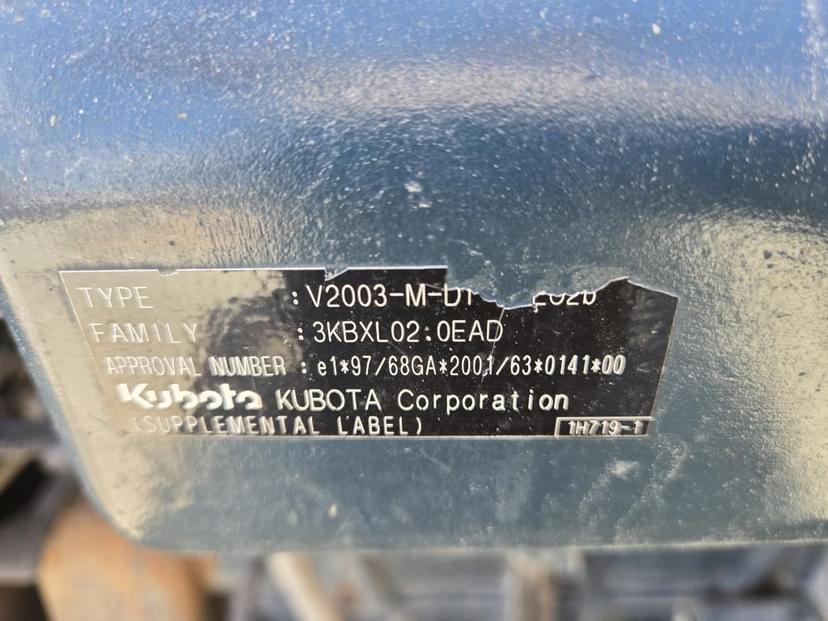 TYPE : V2003-M-DI
FAMILY : 3KBXL02.0EAD
APPROVAL NUMBER : e1*97/68GA*2001/63*0141*00
Kubota KUBOTA Corporation
(SUPPLEMENTAL LABEL) 1H719-1